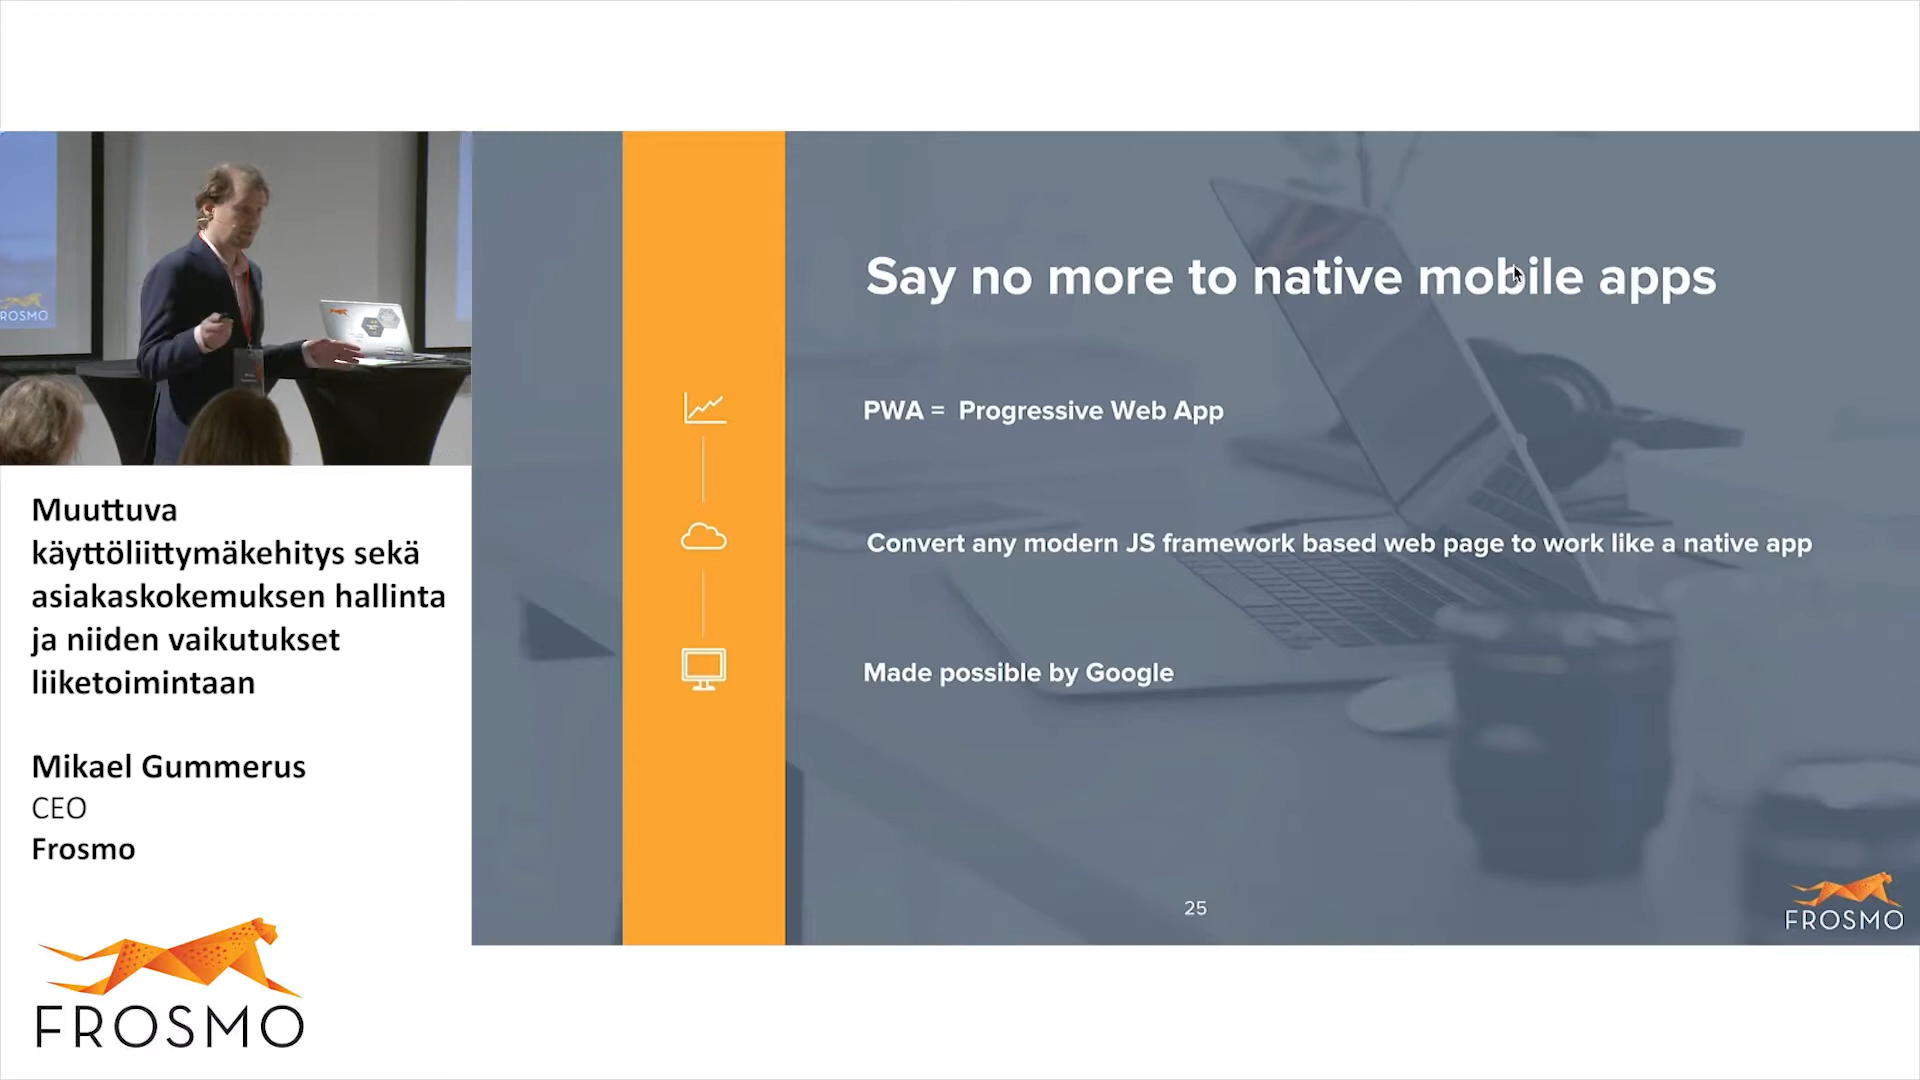 Say no more to native mobile apps
PWA = Progressive Web App
Convert any modern JS framework based web page to work like a native app
Made possible by Google
25
FROSMO
ROSMO
Muuttuva
käyttöliittymäkehitys sekä
asiakaskokemuksen hallinta
ja niiden vaikutukset
liiketoimintaan
Mikael Gummerus
CEO
Frosmo
FROSMO